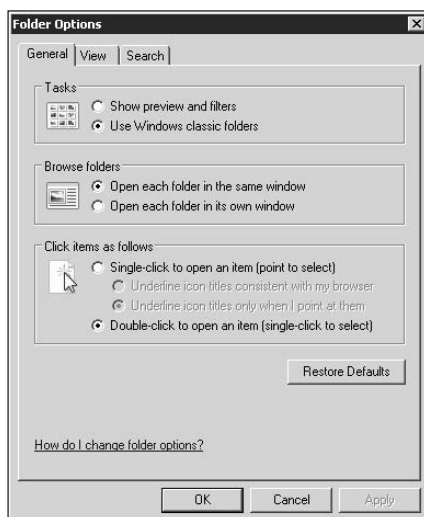 Folder Options
General View Search
Tasks
Show preview and filters
Use Windows classic folders
Browse folders
Open each folder in the same window
Open each folder in its own window
Click items as follows
Single-click to open an item (point to select)
Underline icon titles consistent with my browser
Underline icon titles only when I point at them
Double-click to open an item (single-click to select)
Restore Defaults
How do I change folder options?
OK Cancel Apply